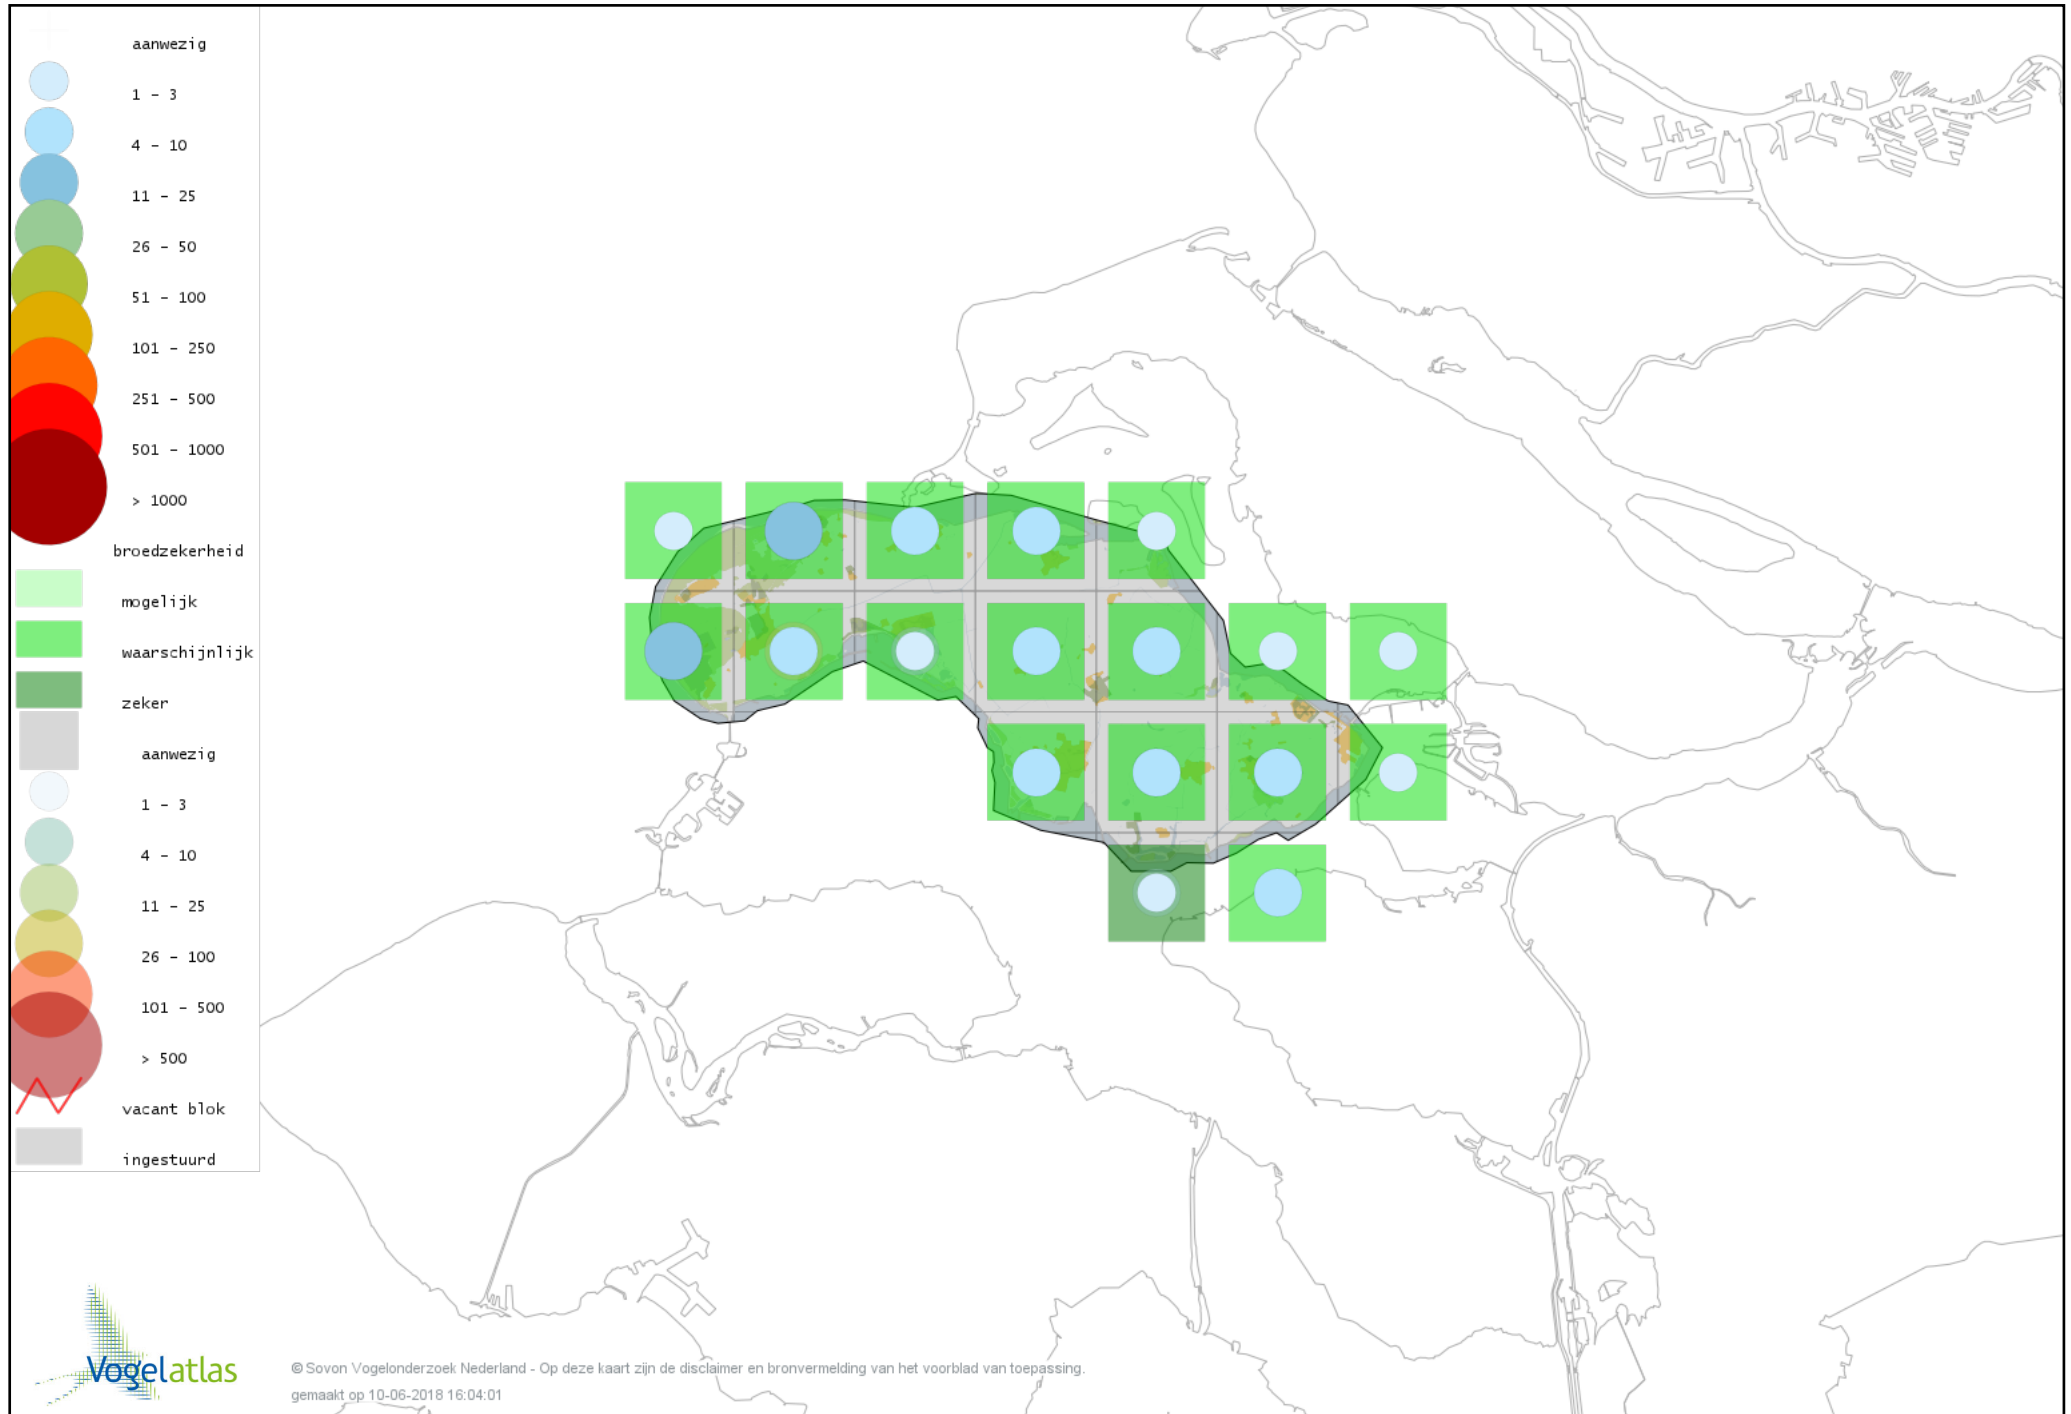 aanwezig
1 – 3
4 – 10
11 – 25
26 – 50
51 – 100
101 – 250
251 – 500
501 – 1000
> 1000
broedzekerheid
mogelijk
waarschijnlijk
zeker
aanwezig
1 – 3
4 – 10
11 – 25
26 – 100
101 – 500
> 500
vacant blok
ingestuurd
Vogelatlas
© Sovon Vogelonderzoek Nederland - Op deze kaart zijn de disclaimer en bronvermelding van het voorblad van toepassing.
gemaakt op 10-06-2018 16:04:01